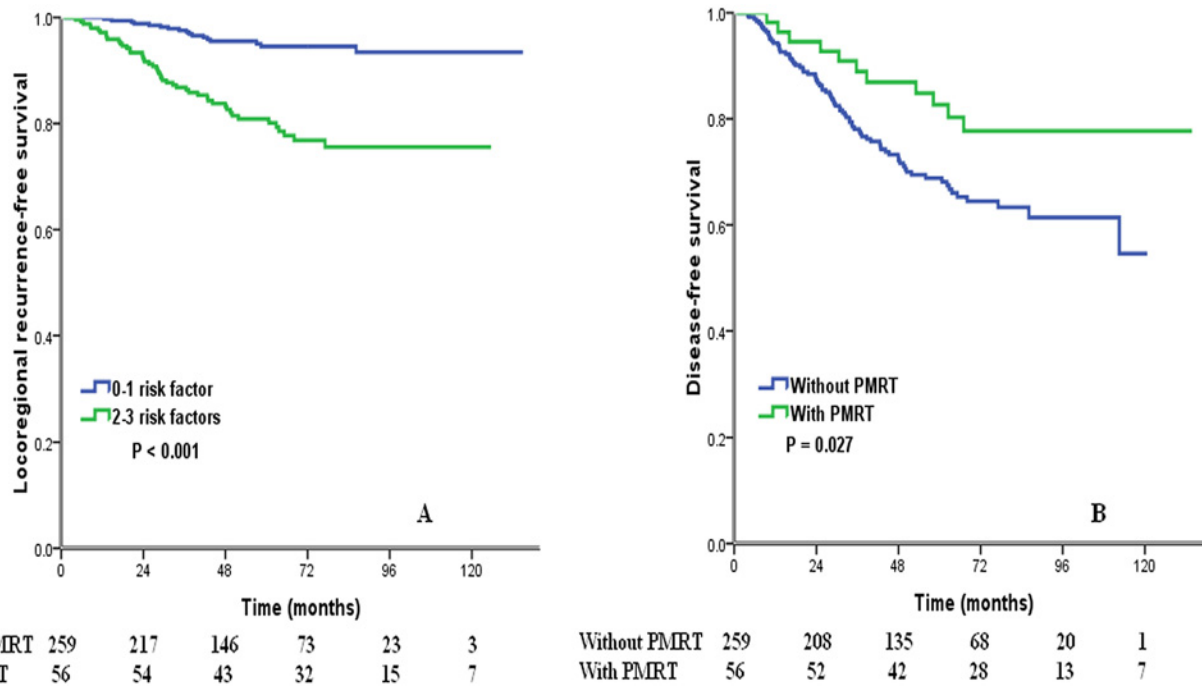 Locoregional recurrence-free survival
1.0
0.8
0.6
0.4
0.2
0.0
0-1 risk factor
2-3 risk factors
P < 0.001
A
0 24 48 72 96 120
Time (months)
259 217 146 73 23 3
56 54 43 32 15 7
Disease-free survival
1.0
0.8
0.6
0.4
0.2
0.0
Without PMRT
With PMRT
P = 0.027
B
0 24 48 72 96 120
Time (months)
Without PMRT 259 208 135 68 20 1
With PMRT 56 52 42 28 13 7